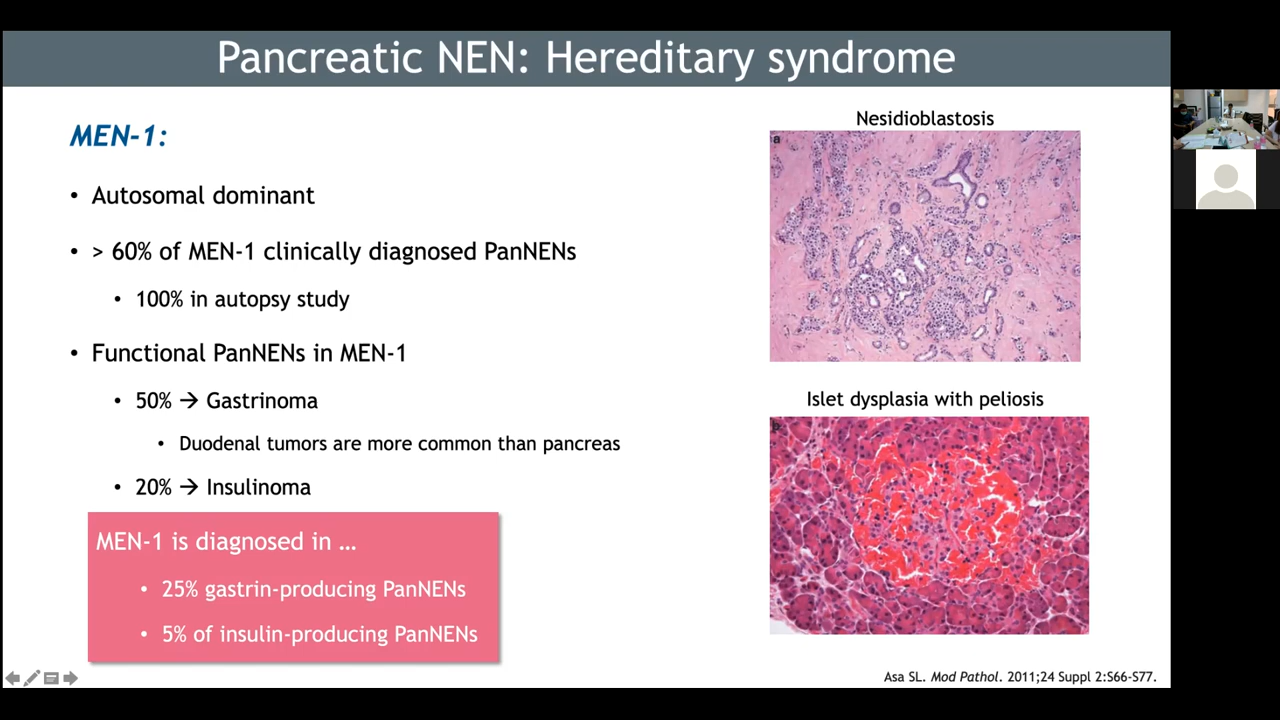 Pancreatic NEN: Hereditary syndrome
MEN-1:
• Autosomal dominant
• > 60% of MEN-1 clinically diagnosed PanNENs
• 100% in autopsy study
• Functional PanNENs in MEN-1
• 50% → Gastrinoma
• Duodenal tumors are more common than pancreas
• 20% → Insulinoma
MEN-1 is diagnosed in …
• 25% gastrin-producing PanNENs
• 5% of insulin-producing PanNENs
Nesidioblastosis
a
Islet dysplasia with peliosis
b
Asa SL. Mod Pathol. 2011;24 Suppl 2:S66-S77.